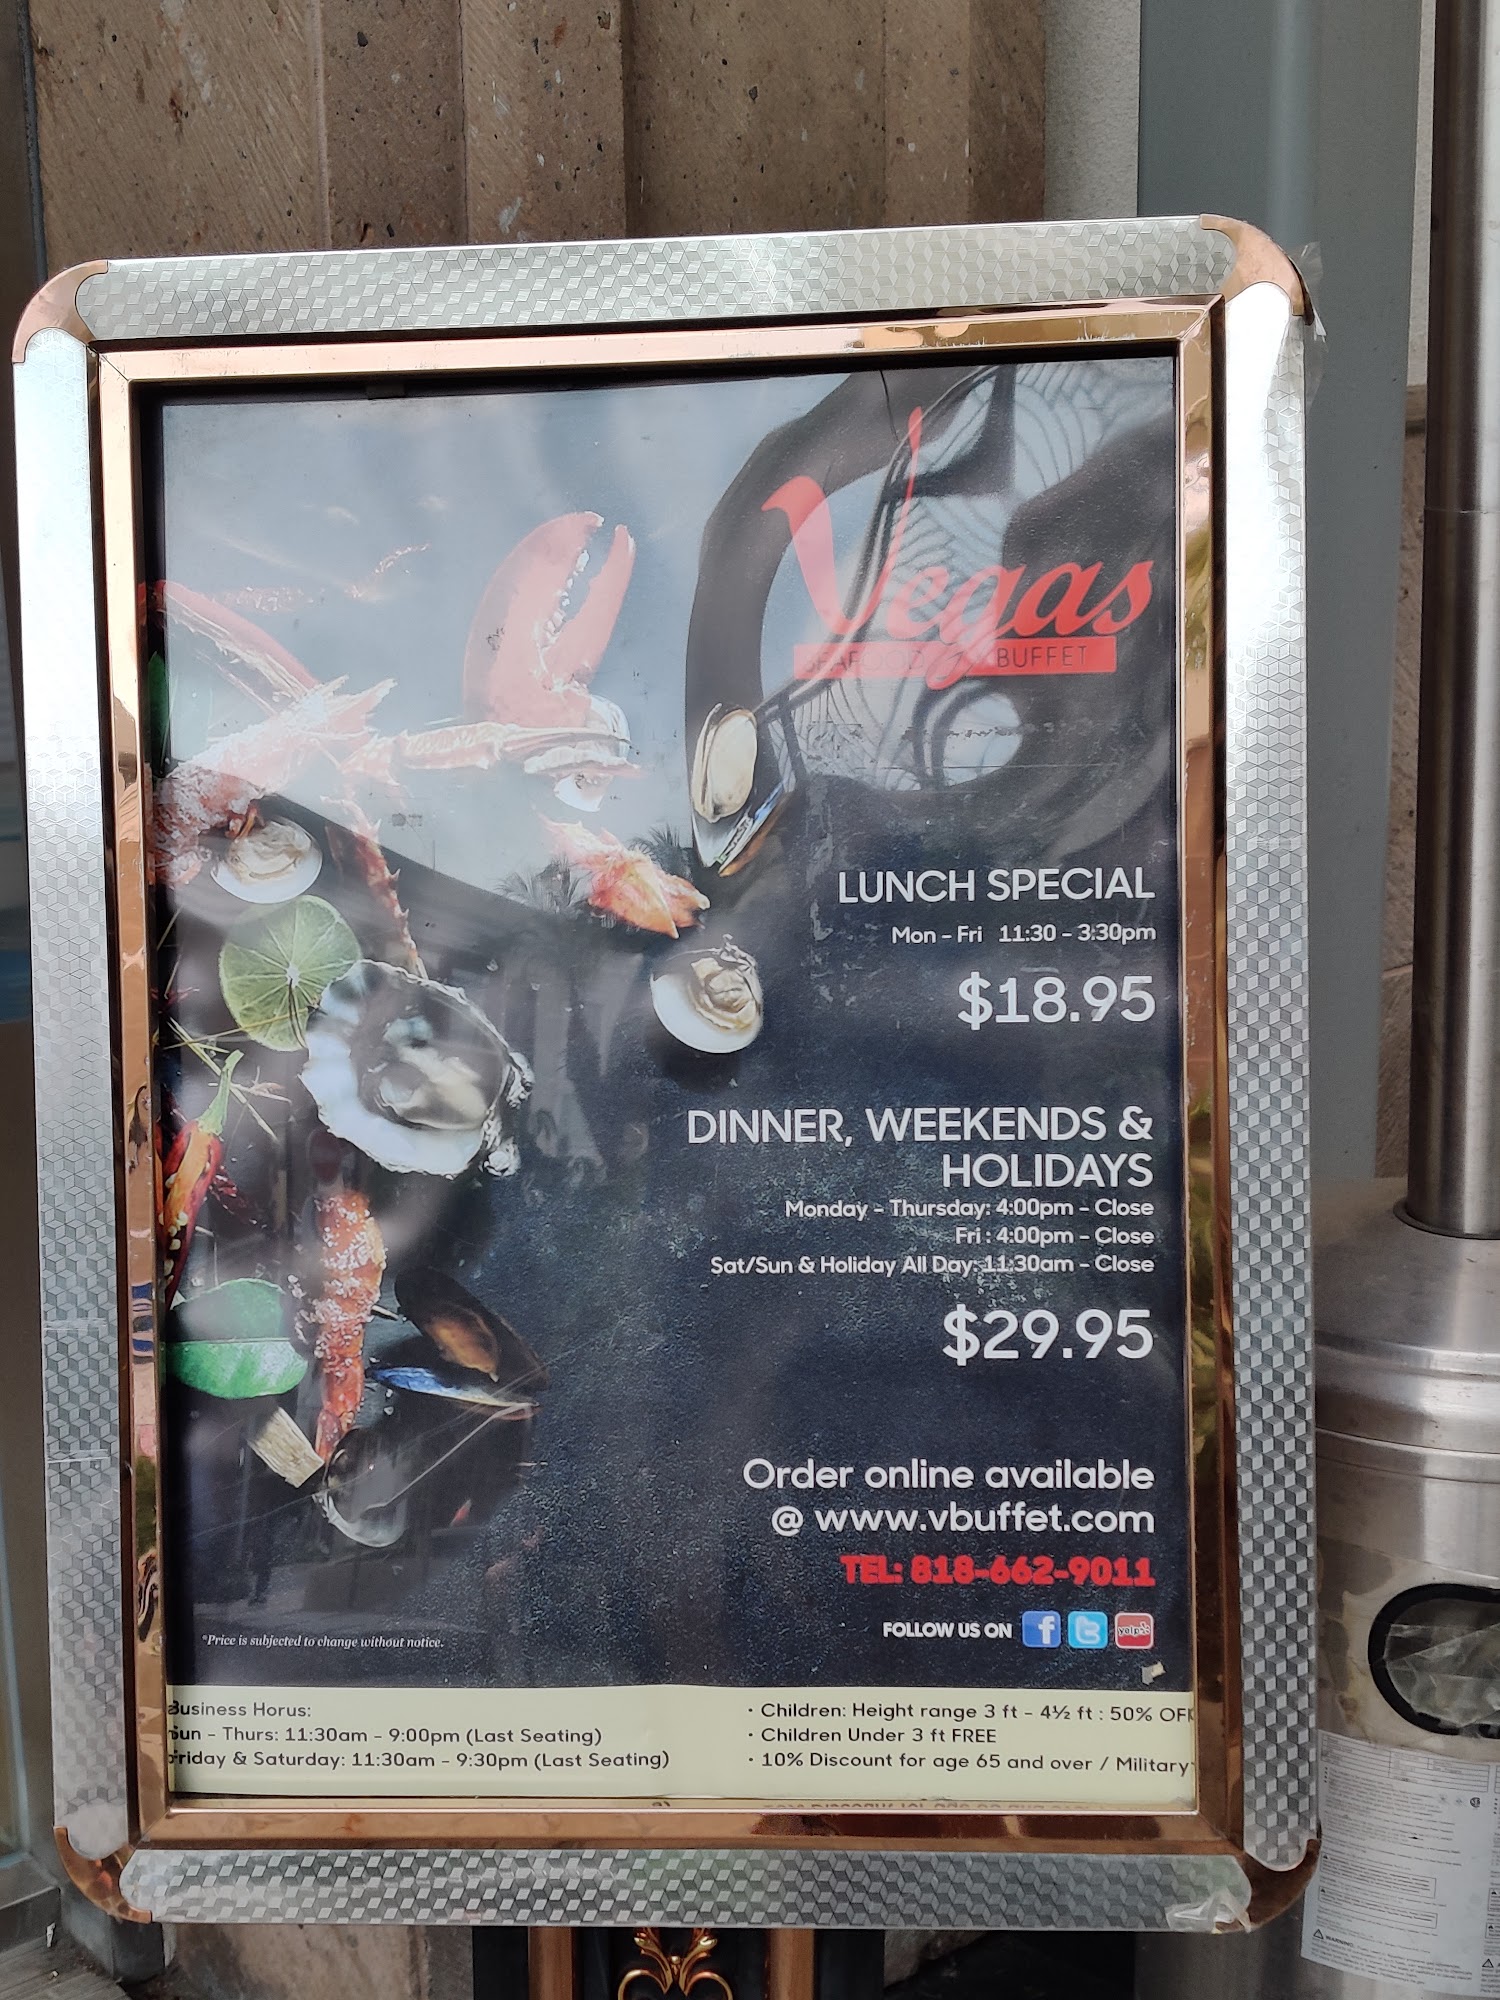 Vegas
SEAFOOD BUFFET
LUNCH SPECIAL
Mon - Fri 11:30 - 3:30pm
$18.95
DINNER, WEEKENDS &
HOLIDAYS
Monday - Thursday: 4:00pm - Close
Fri : 4:00pm - Close
Sat/Sun & Holiday All Day: 11:30am - Close
$29.95
Order online available
@ www.vbuffet.com
TEL: 818-662-9011
FOLLOW US ON
yelp
*Price is subjected to change without notice.
Business Horus:
Sun - Thurs: 11:30am - 9:00pm (Last Seating)
Friday & Saturday: 11:30am - 9:30pm (Last Seating)
· Children: Height range 3 ft - 4½ ft : 50% OFF
· Children Under 3 ft FREE
· 10% Discount for age 65 and over / Military
WARNING